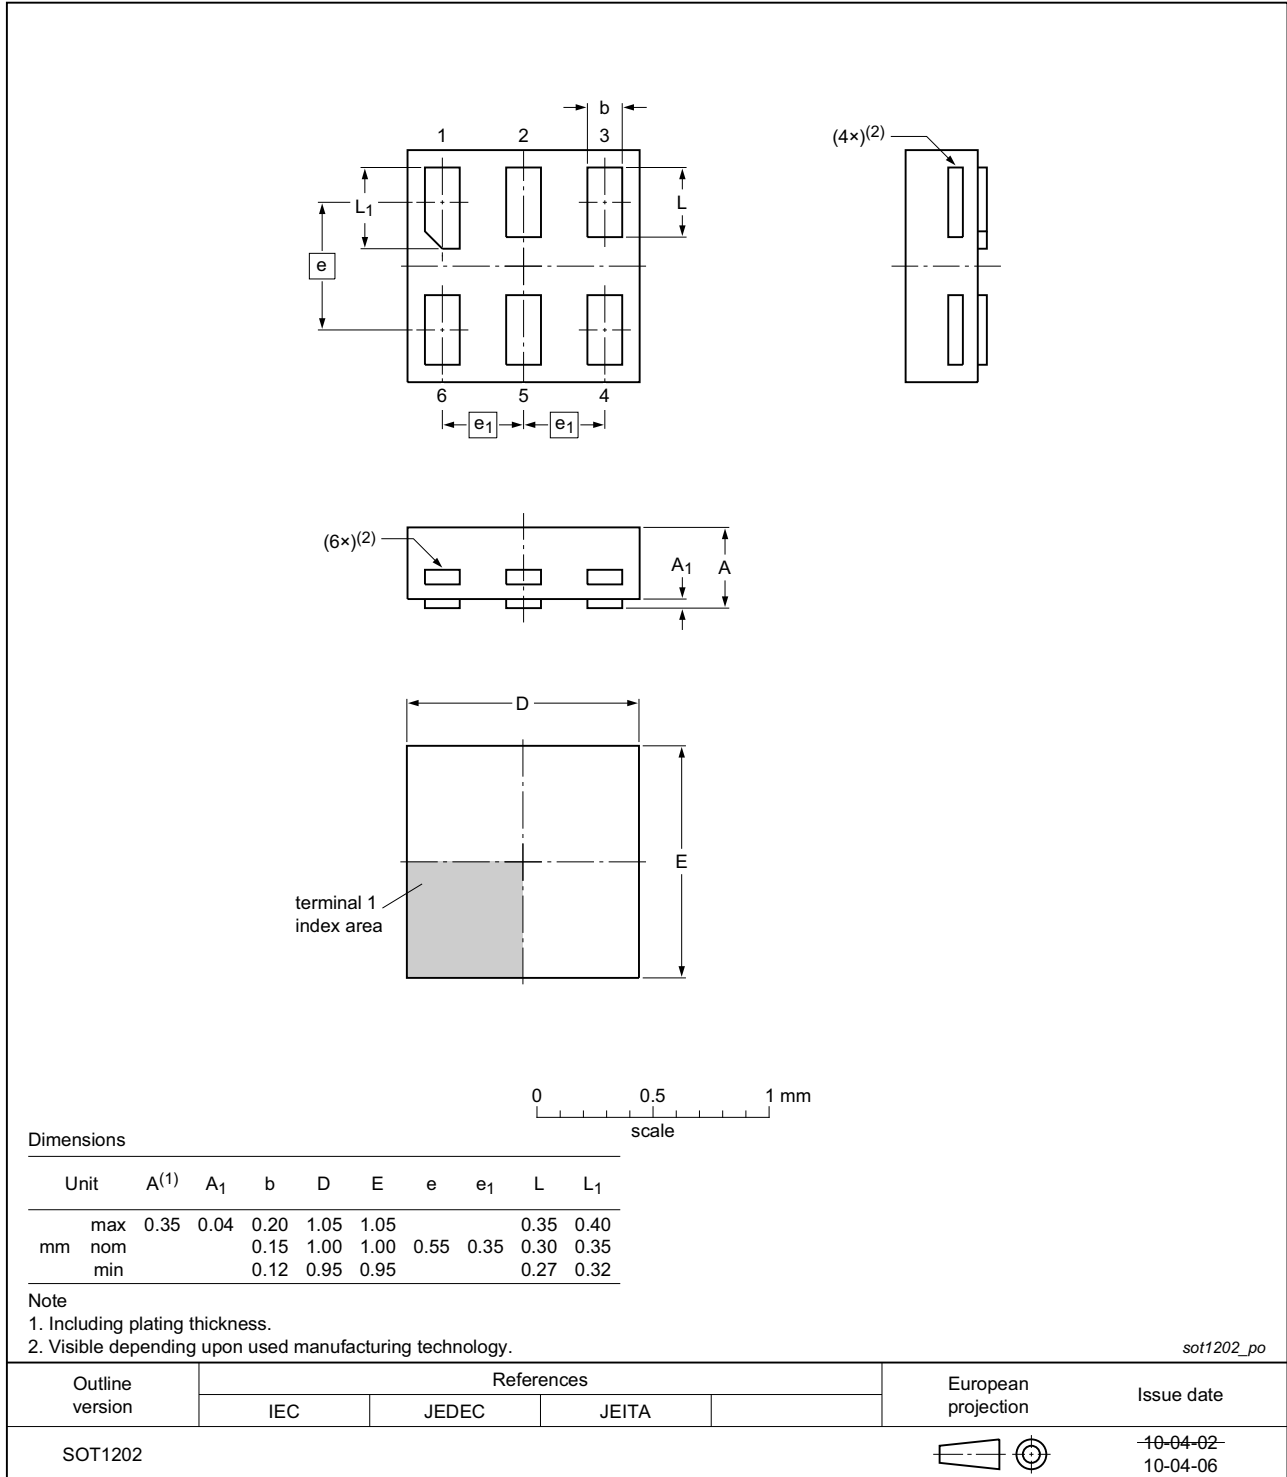 b
1 2 3
(4×)(2)
L1
L
e
6 5 4
e1 e1
(6×)(2)
A1 A
D
E
terminal 1
index area
0 0.5 1 mm
scale
Dimensions
Unit A(1) A1 b D E e e1 L L1
max 0.35 0.04 0.20 1.05 1.05 0.35 0.40
mm nom 0.15 1.00 1.00 0.55 0.35 0.30 0.35
min 0.12 0.95 0.95 0.27 0.32
Note
1. Including plating thickness.
2. Visible depending upon used manufacturing technology.
sot1202_po
Outline
version
References
IEC JEDEC JEITA
European
projection
Issue date
SOT1202
10-04-02
10-04-06